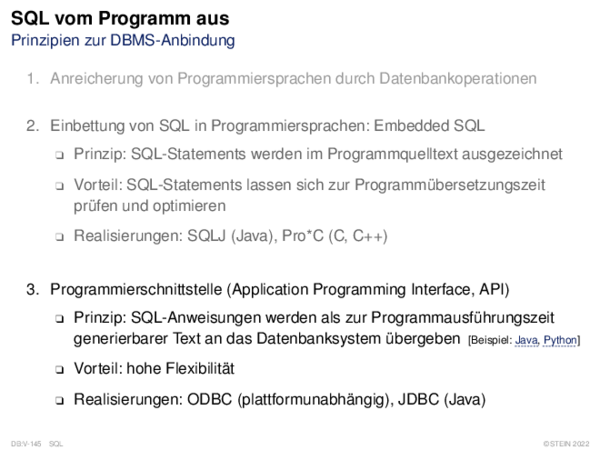 SQL vom Programm aus
Prinzipien zur DBMS-Anbindung
1. Anreicherung von Programmiersprachen durch Datenbankoperationen
2. Einbettung von SQL in Programmiersprachen: Embedded SQL
❑ Prinzip: SQL-Statements werden im Programmquelltext ausgezeichnet
❑ Vorteil: SQL-Statements lassen sich zur Programmübersetzungszeit
prüfen und optimieren
❑ Realisierungen: SQLJ (Java), Pro*C (C, C++)
3. Programmierschnittstelle (Application Programming Interface, API)
❑ Prinzip: SQL-Anweisungen werden als zur Programmausführungszeit
generierbarer Text an das Datenbanksystem übergeben [Beispiel: Java, Python]
❑ Vorteil: hohe Flexibilität
❑ Realisierungen: ODBC (plattformunabhängig), JDBC (Java)
DB:V-145 SQL ©STEIN 2022